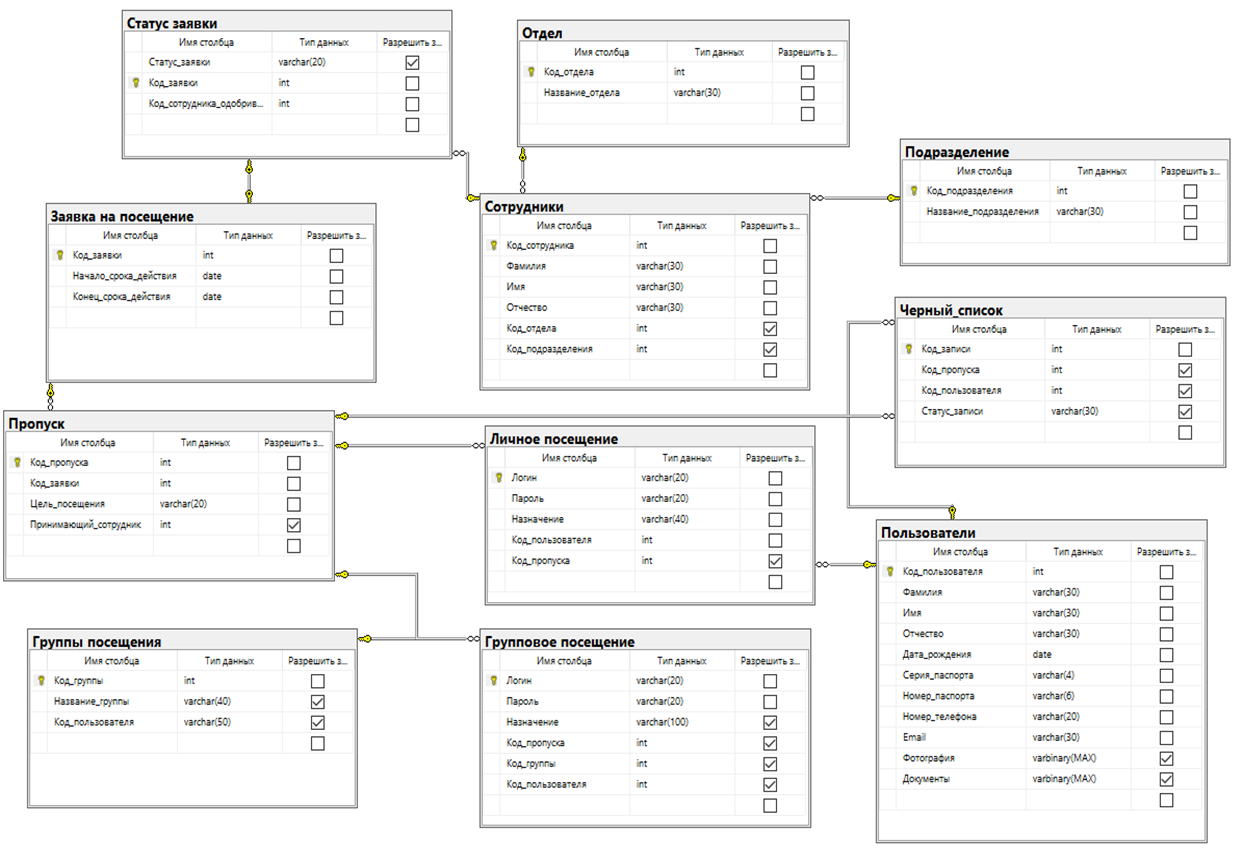 Статус заявки
Имя столбца Тип данных Разрешить з...
Статус_заявки varchar(20)
Код_заявки int
Код_сотрудника_одобрив... int
Отдел
Имя столбца Тип данных Разрешить з...
Код_отдела int
Название_отдела varchar(30)
Подразделение
Имя столбца Тип данных Разрешить з...
Код_подразделения int
Название_подразделения varchar(30)
Заявка на посещение
Имя столбца Тип данных Разрешить з...
Код_заявки int
Начало_срока_действия date
Конец_срока_действия date
Сотрудники
Имя столбца Тип данных Разрешить з...
Код_сотрудника int
Фамилия varchar(30)
Имя varchar(30)
Отчество varchar(30)
Код_отдела int
Код_подразделения int
Черный_список
Имя столбца Тип данных Разрешить з...
Код_записи int
Код_пропуска int
Код_пользователя int
Статус_записи varchar(30)
Пропуск
Имя столбца Тип данных Разрешить з...
Код_пропуска int
Код_заявки int
Цель_посещения varchar(20)
Принимающий_сотрудник int
Личное посещение
Имя столбца Тип данных Разрешить з...
Логин varchar(20)
Пароль varchar(20)
Назначение varchar(40)
Код_пользователя int
Код_пропуска int
Пользователи
Имя столбца Тип данных Разрешить з...
Код_пользователя int
Фамилия varchar(30)
Имя varchar(30)
Отчество varchar(30)
Дата_рождения date
Серия_паспорта varchar(4)
Номер_паспорта varchar(6)
Номер_телефона varchar(20)
Email varchar(30)
Фотография varbinary(MAX)
Документы varbinary(MAX)
Группы посещения
Имя столбца Тип данных Разрешить з...
Код_группы int
Название_группы varchar(40)
Код_пользователя varchar(50)
Групповое посещение
Имя столбца Тип данных Разрешить з...
Логин varchar(20)
Пароль varchar(20)
Назначение varchar(100)
Код_пропуска int
Код_группы int
Код_пользователя int